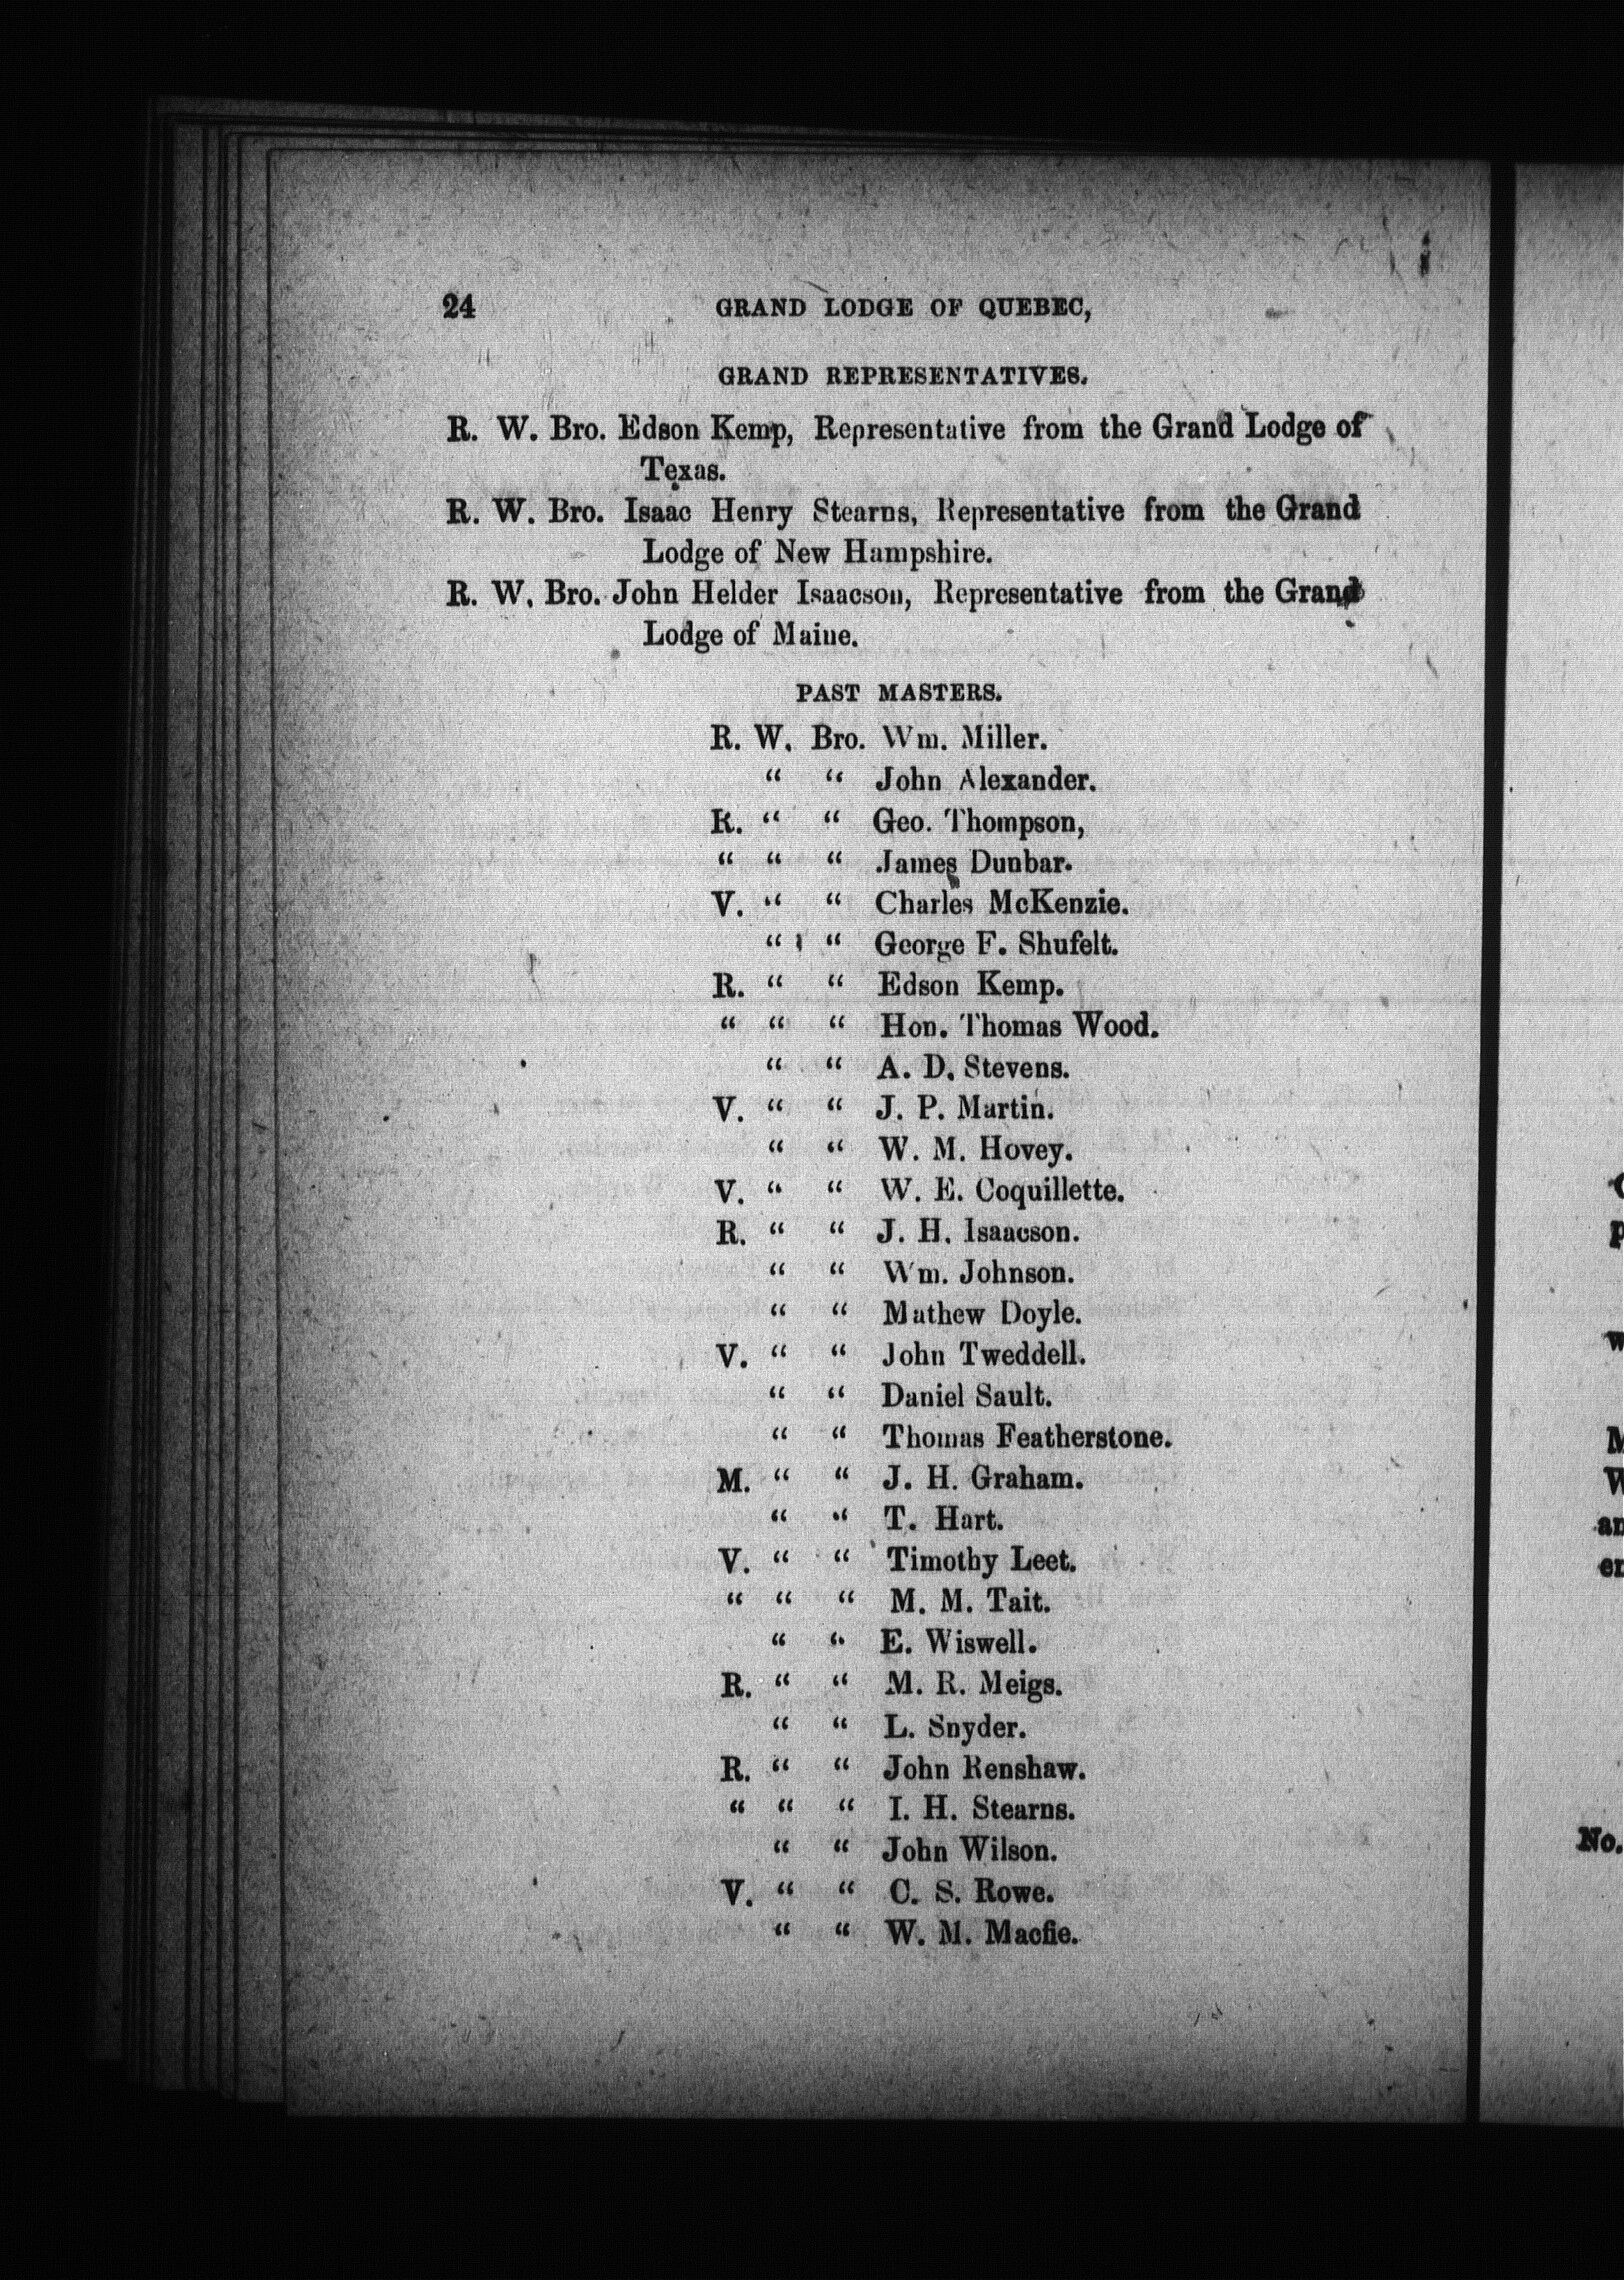 24 GRAND LODGE OF QUEBEC,
GRAND REPRESENTATIVES.
R. W. Bro. Edson Kemp, Representative from the Grand Lodge of
Texas.
R. W. Bro. Isaac Henry Stearns, Representative from the Grand
Lodge of New Hampshire.
R. W. Bro. John Helder Isaacson, Representative from the Grand
Lodge of Maine.
PAST MASTERS.
R. W. Bro. Wm. Miller.
“ “ John Alexander.
R. “ “ Geo. Thompson,
“ “ “ James Dunbar.
V. “ “ Charles McKenzie.
“ “ George F. Shufelt.
R. “ “ Edson Kemp.
“ “ “ Hon. Thomas Wood.
“ “ A. D. Stevens.
V. “ “ J. P. Martin.
“ “ W. M. Hovey.
V. “ “ W. E. Coquillette.
R. “ “ J. H. Isaacson.
“ “ Wm. Johnson.
“ “ Mathew Doyle.
V. “ “ John Tweddell.
“ “ Daniel Sault.
“ “ Thomas Featherstone.
M. “ “ J. H. Graham.
“ “ T. Hart.
V. “ “ Timothy Leet.
“ “ “ M. M. Tait.
“ “ E. Wiswell.
R. “ “ M. R. Meigs.
“ “ L. Snyder.
R. “ “ John Renshaw.
“ “ “ I. H. Stearns.
“ “ John Wilson.
V. “ “ C. S. Rowe.
“ “ W. M. Macfie.
No.